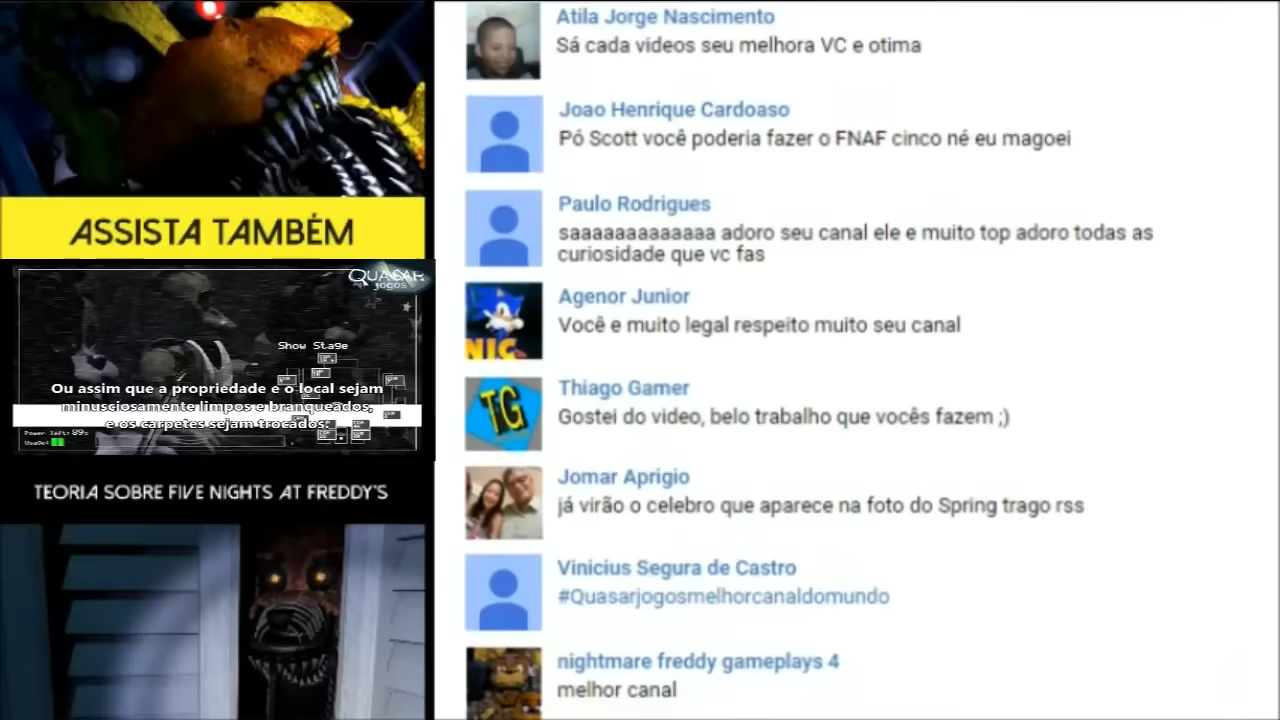 ASSISTA TAMBÉM
QUASAR
jogos
Show Stage
Ou assim que a propriedade e o local sejam
minusciosamente limpos e branqueados,
e os carpetes sejam trocados.
Power left: 89%
Usage:
TEORIA SOBRE FIVE NIGHTS AT FREDDY'S
Atila Jorge Nascimento
Sá cada videos seu melhora VC e otima
Joao Henrique Cardoaso
Pó Scott você poderia fazer o FNAF cinco né eu magoei
Paulo Rodrigues
saaaaaaaaaaaaaa adoro seu canal ele e muito top adoro todas as
curiosidade que vc fas
Agenor Junior
Você e muito legal respeito muito seu canal
NIC
Thiago Gamer
TG
Gostei do video, belo trabalho que vocês fazem ;)
Jomar Aprigio
já virão o celebro que aparece na foto do Spring trago rss
Vinicius Segura de Castro
#Quasarjogosmelhorcanaldomundo
nightmare freddy gameplays 4
melhor canal